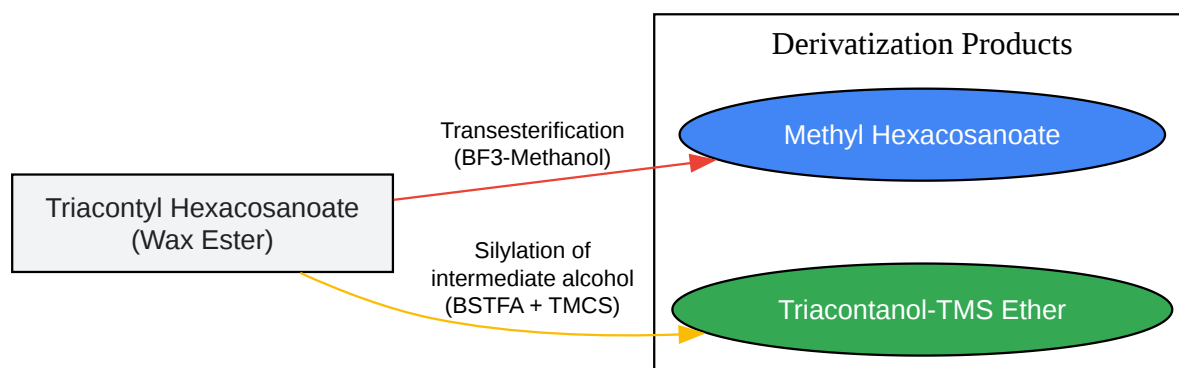 Derivatization Products
Transesterification
(BF3-Methanol)
Methyl Hexacosanoate
Triacontyl Hexacosanoate
(Wax Ester)
Silylation of
intermediate alcohol
(BSTFA + TMCS)
Triacontanol-TMS Ether